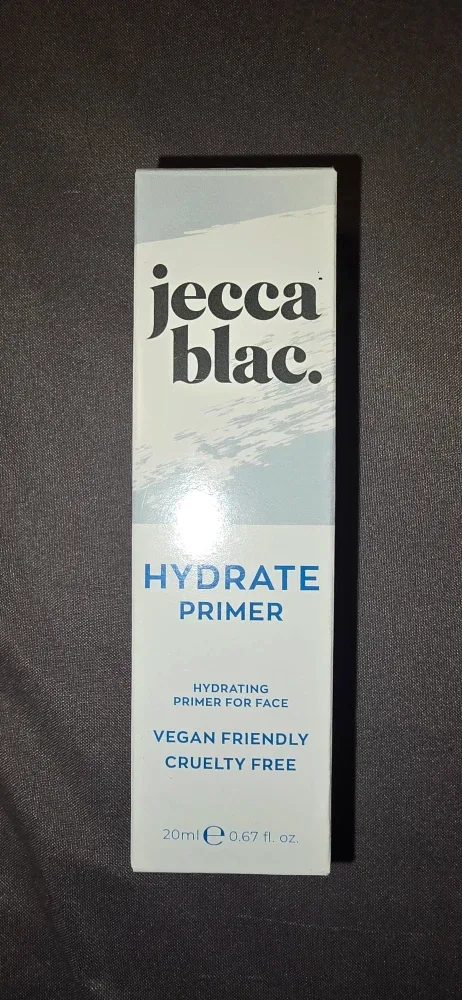 jecca
blac.
HYDRATE
PRIMER
HYDRATING
PRIMER FOR FACE
VEGAN FRIENDLY
CRUELTY FREE
20ml ℮ 0.67 fl. oz.